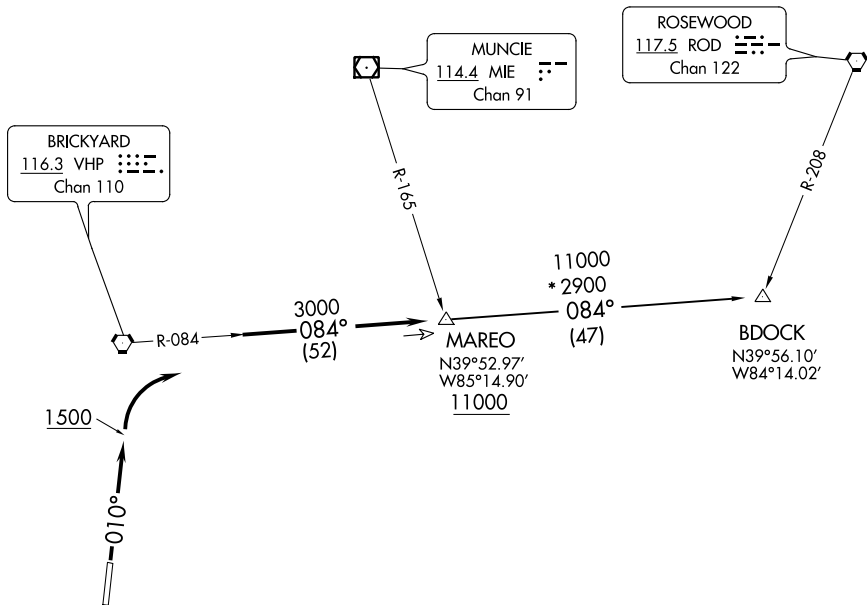 ROSEWOOD
117.5 ROD
Chan 122
MUNCIE
114.4 MIE
Chan 91
BRICKYARD
116.3 VHP
Chan 110
R-165
R-208
R-084
3000
084°
(52)
11000
*2900
084°
(47)
MAREO
N39°52.97'
W85°14.90'
11000
BDOCK
N39°56.10'
W84°14.02'
1500
010°